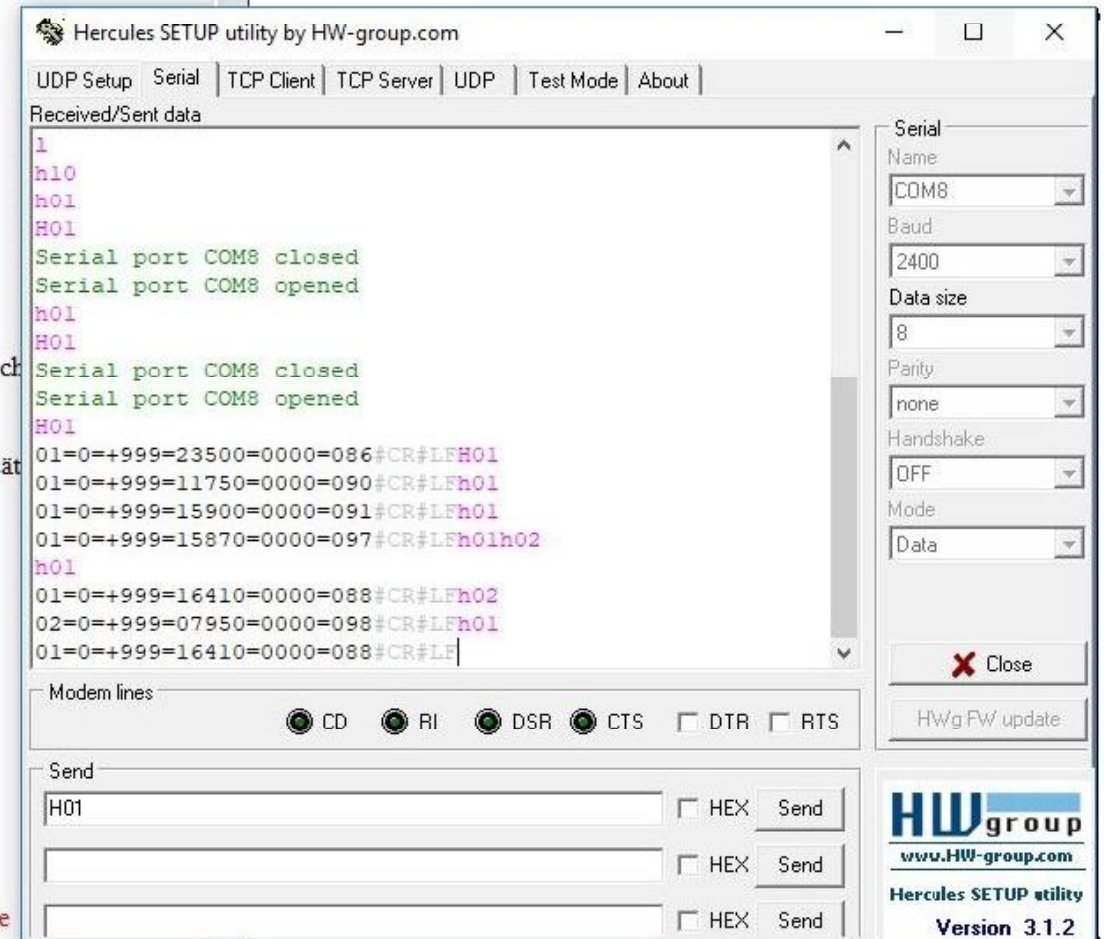 Hercules SETUP utility by HW-group.com
UDP Setup Serial TCP Client TCP Server UDP Test Mode About
Received/Sent data
1
h10
h01
H01
Serial port COM8 closed
Serial port COM8 opened
h01
H01
Serial port COM8 closed
Serial port COM8 opened
H01
01=0=+999=23500=0000=086#CR#LFH01
01=0=+999=11750=0000=090#CR#LFh01
01=0=+999=15900=0000=091#CR#LFh01
01=0=+999=15870=0000=097#CR#LFh01h02
h01
01=0=+999=16410=0000=088#CR#LFh02
02=0=+999=07950=0000=098#CR#LFh01
01=0=+999=16410=0000=088#CR#LF
Serial
Name
COM8
Baud
2400
Data size
8
Parity
none
Handshake
OFF
Mode
Data
Close
HWg FW update
Modem lines
CD RI DSR CTS DTR RTS
Send
H01 HEX Send
HEX Send
HEX Send
HWgroup
www.HW-group.com
Hercules SETUP utility
Version 3.1.2
ch
ät
e